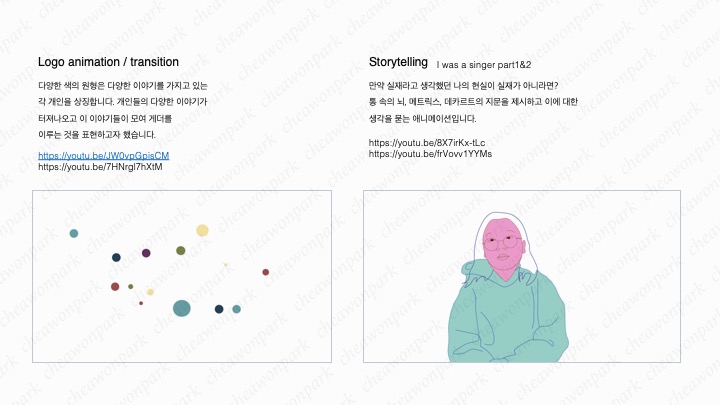 Logo animation / transition
다양한 색의 원형은 다양한 이야기를 가지고 있는
각 개인을 상징합니다. 개인들의 다양한 이야기가
터져나오고 이 이야기들이 모여 게더를
이루는 것을 표현하고자 했습니다.
https://youtu.be/JW0vpGpisCM
https://youtu.be/7HNrgl7hXtM
Storytelling I was a singer part1&2
만약 실재라고 생각했던 나의 현실이 실재가 아니라면?
통 속의 뇌, 메트릭스, 데카르트의 지문을 제시하고 이에 대한
생각을 묻는 애니메이션입니다.
https://youtu.be/8X7irKx-tLc
https://youtu.be/frVovv1YYMs
cheawonpark